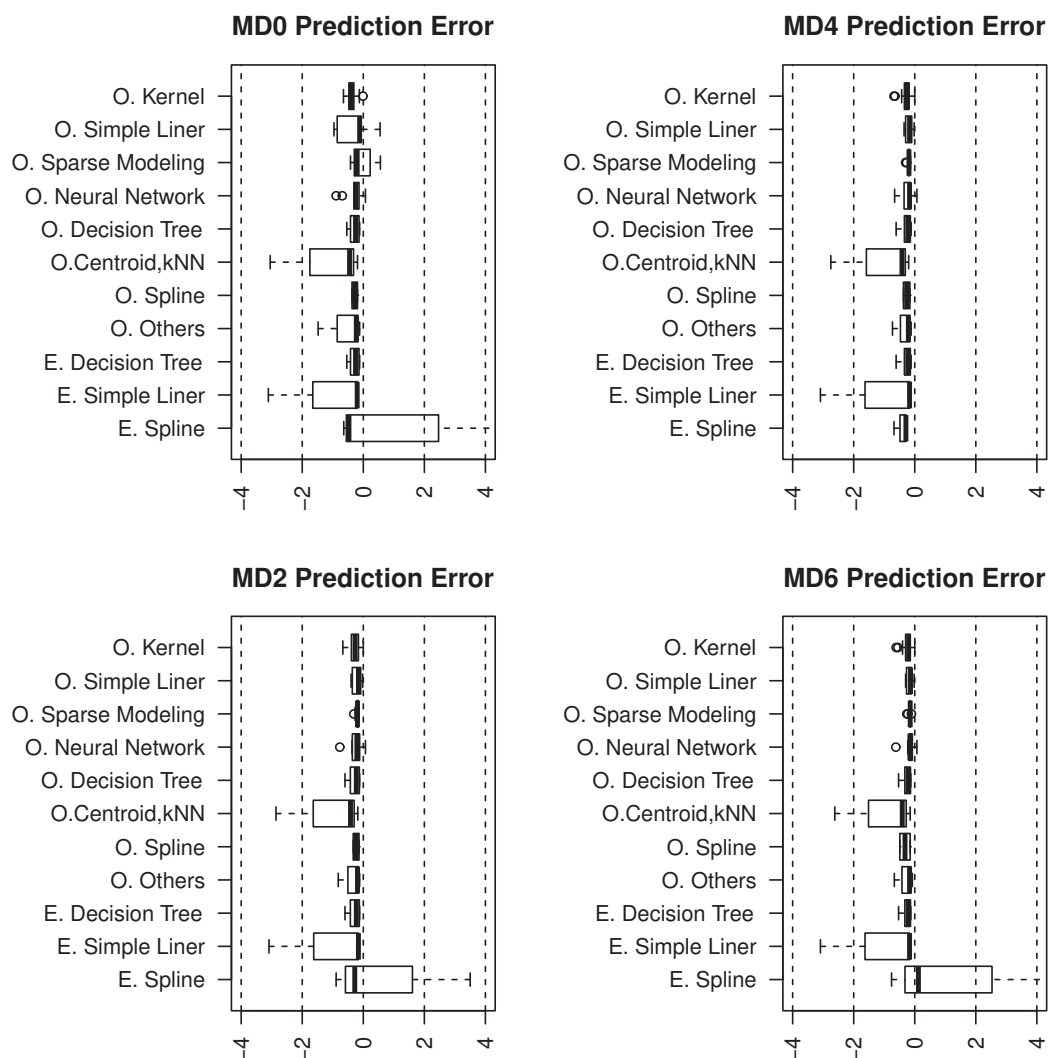 MD0 Prediction Error
O. Kernel
O. Simple Liner
O. Sparse Modeling
O. Neural Network
O. Decision Tree
O.Centroid,kNN
O. Spline
O. Others
E. Decision Tree
E. Simple Liner
E. Spline
−4 −2 0 2 4
MD4 Prediction Error
O. Kernel
O. Simple Liner
O. Sparse Modeling
O. Neural Network
O. Decision Tree
O.Centroid,kNN
O. Spline
O. Others
E. Decision Tree
E. Simple Liner
E. Spline
−4 −2 0 2 4
MD2 Prediction Error
O. Kernel
O. Simple Liner
O. Sparse Modeling
O. Neural Network
O. Decision Tree
O.Centroid,kNN
O. Spline
O. Others
E. Decision Tree
E. Simple Liner
E. Spline
−4 −2 0 2 4
MD6 Prediction Error
O. Kernel
O. Simple Liner
O. Sparse Modeling
O. Neural Network
O. Decision Tree
O.Centroid,kNN
O. Spline
O. Others
E. Decision Tree
E. Simple Liner
E. Spline
−4 −2 0 2 4